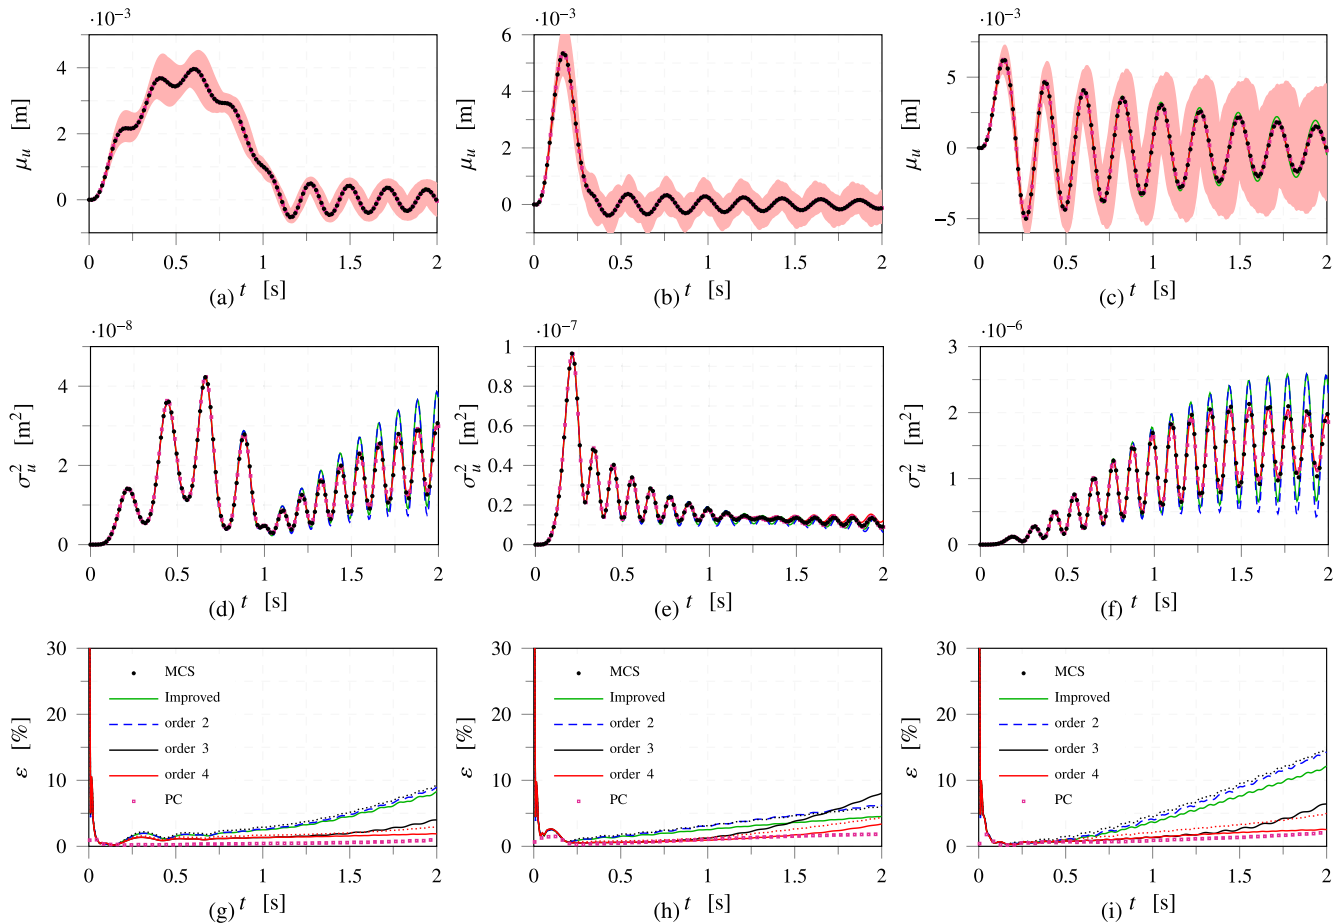 ·10−3 ·10−3 ·10−3
μu [m] 4 2 0
μu [m] 6 4 2 0
μu [m] 5 0 −5
0 0.5 1 1.5 2 0 0.5 1 1.5 2 0 0.5 1 1.5 2
(a) t [s] (b) t [s] (c) t [s]
·10−8 ·10−7 ·10−6
σu2 [m2] 4 2 0
σu2 [m2] 1 0.8 0.6 0.4 0.2 0
σu2 [m2] 3 2 1 0
0 0.5 1 1.5 2 0 0.5 1 1.5 2 0 0.5 1 1.5 2
(d) t [s] (e) t [s] (f) t [s]
ε [%] 30 20 10 0
MCS
Improved
order 2
order 3
order 4
PC
ε [%] 30 20 10 0
MCS
Improved
order 2
order 3
order 4
PC
ε [%] 30 20 10 0
MCS
Improved
order 2
order 3
order 4
PC
0 0.5 1 1.5 2 0 0.5 1 1.5 2 0 0.5 1 1.5 2
(g) t [s] (h) t [s] (i) t [s]